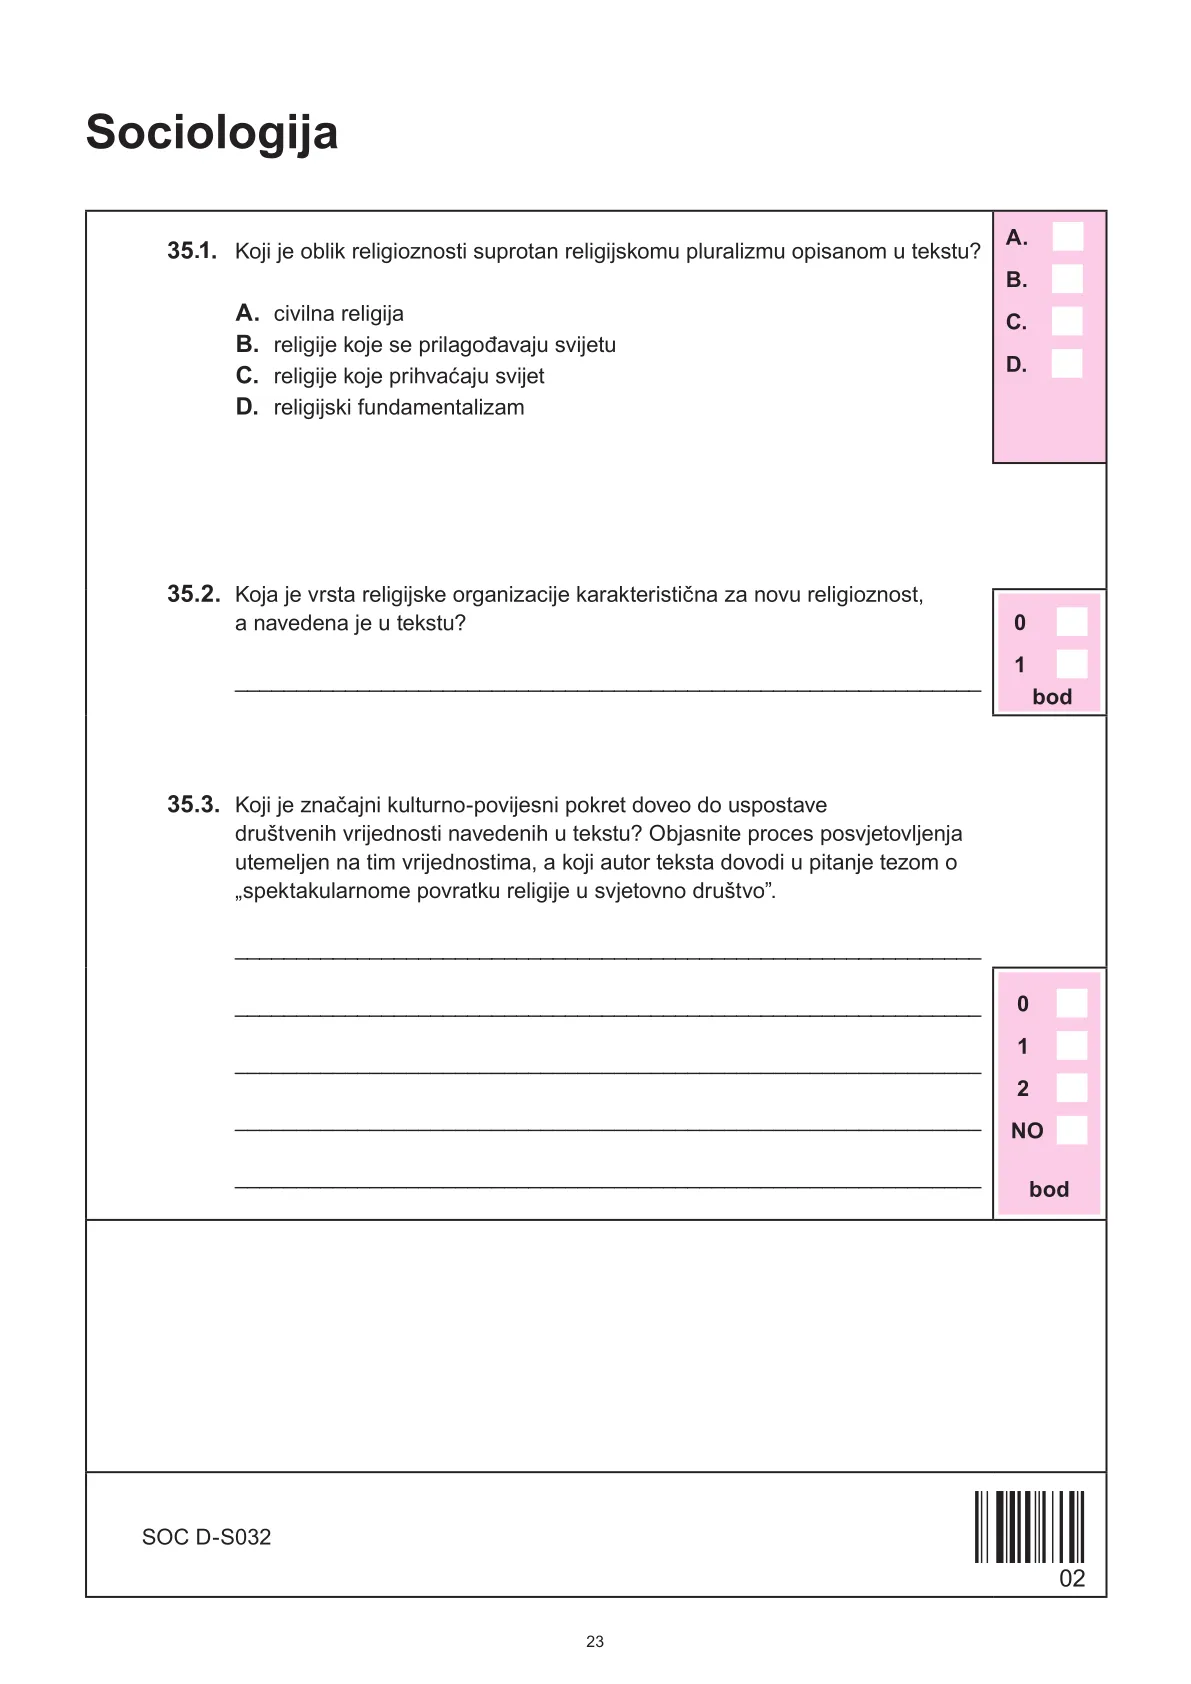 Sociologija
35.1. Koji je oblik religioznosti suprotan religijskomu pluralizmu opisanom u tekstu?
A. civilna religija
B. religije koje se prilagođavaju svijetu
C. religije koje prihvaćaju svijet
D. religijski fundamentalizam
A.
B.
C.
D.
35.2. Koja je vrsta religijske organizacije karakteristična za novu religioznost,
a navedena je u tekstu?
0
1
bod
35.3. Koji je značajni kulturno-povijesni pokret doveo do uspostave
društvenih vrijednosti navedenih u tekstu? Objasnite proces posvjetovljenja
utemeljen na tim vrijednostima, a koji autor teksta dovodi u pitanje tezom o
„spektakularnome povratku religije u svjetovno društvo”.
0
1
2
NO
bod
SOC D-S032
02
23